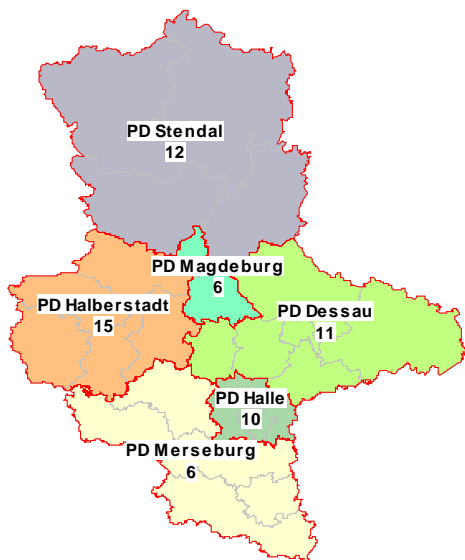 PD Stendal
12
PD Magdeburg
6
PD Halberstadt
15
PD Dessau
11
PD Halle
10
PD Merseburg
6